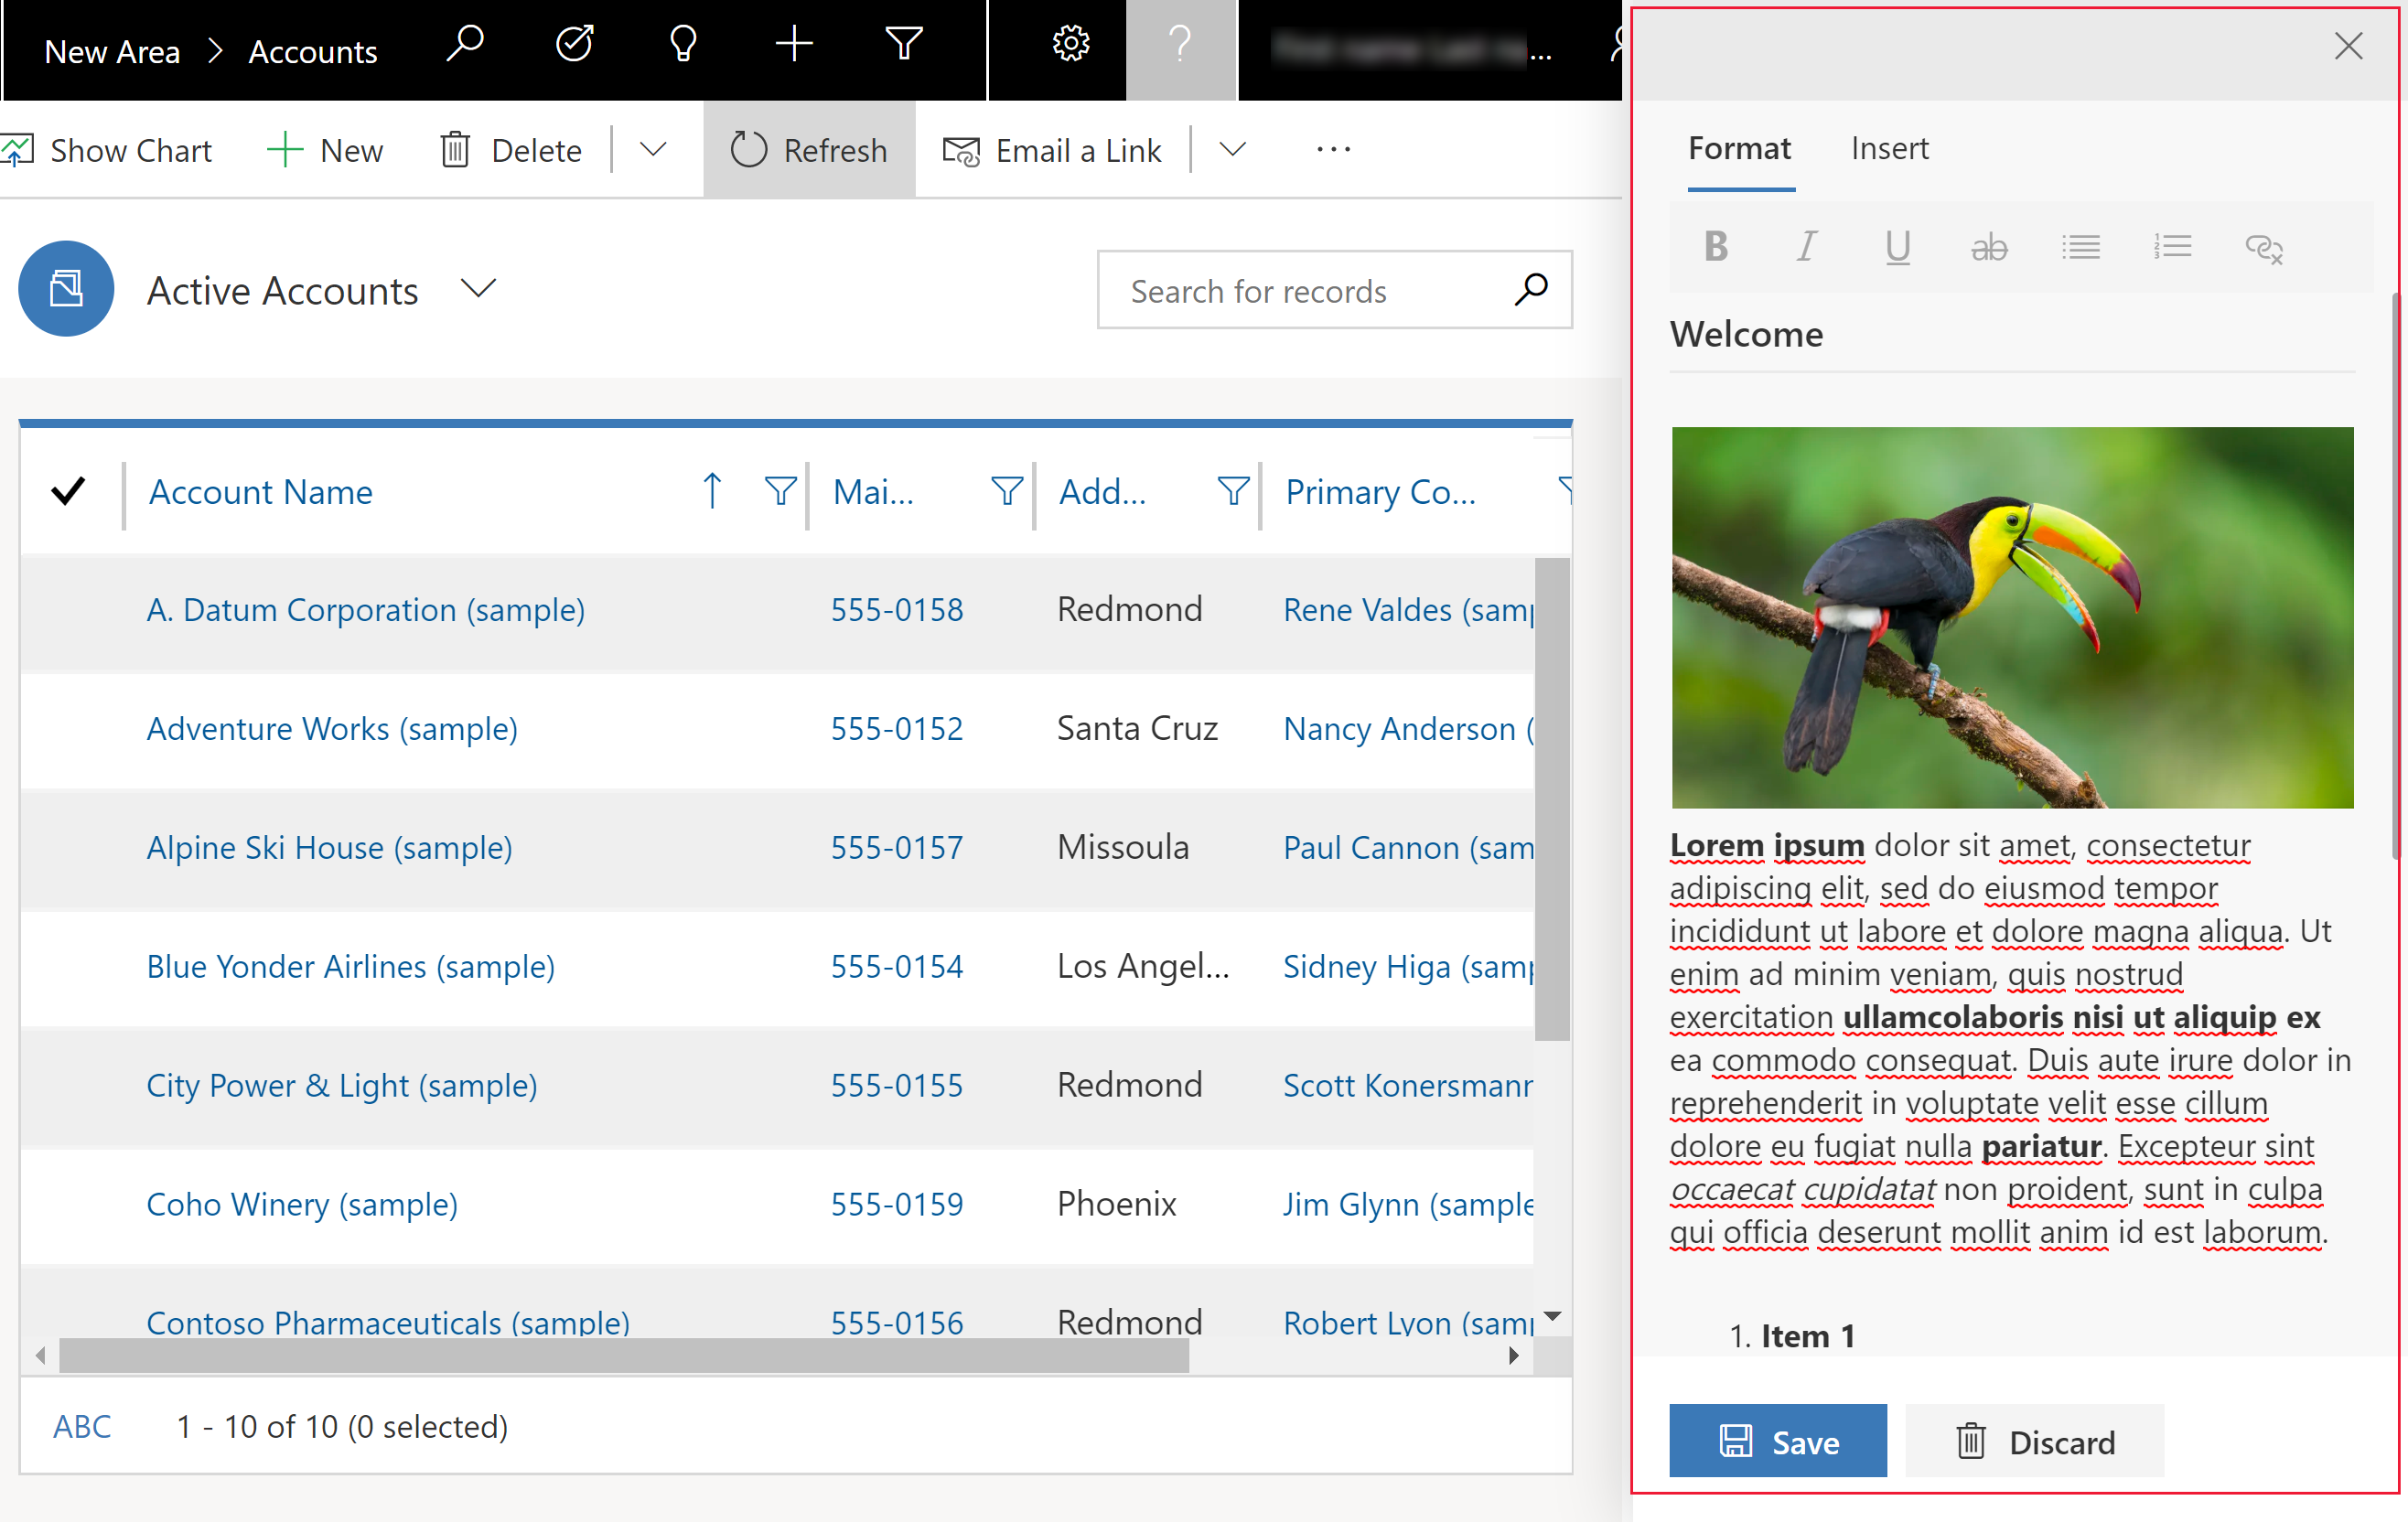 New Area > Accounts
Show Chart New Delete Refresh Email a Link ...
Active Accounts
Search for records
Account Name Mai... Add... Primary Co...
A. Datum Corporation (sample) 555-0158 Redmond Rene Valdes (samp
Adventure Works (sample) 555-0152 Santa Cruz Nancy Anderson (
Alpine Ski House (sample) 555-0157 Missoula Paul Cannon (sam
Blue Yonder Airlines (sample) 555-0154 Los Angel... Sidney Higa (samp
City Power & Light (sample) 555-0155 Redmond Scott Konersmann
Coho Winery (sample) 555-0159 Phoenix Jim Glynn (sample
Contoso Pharmaceuticals (sample) 555-0156 Redmond Robert Lyon (sam
ABC 1 - 10 of 10 (0 selected)
Format Insert
B I U ab
Welcome
Lorem ipsum dolor sit amet, consectetur
adipiscing elit, sed do eiusmod tempor
incididunt ut labore et dolore magna aliqua. Ut
enim ad minim veniam, quis nostrud
exercitation ullamcolaboris nisi ut aliquip ex
ea commodo consequat. Duis aute irure dolor in
reprehenderit in voluptate velit esse cillum
dolore eu fugiat nulla pariatur. Excepteur sint
occaecat cupidatat non proident, sunt in culpa
qui officia deserunt mollit anim id est laborum.
1. Item 1
Save Discard